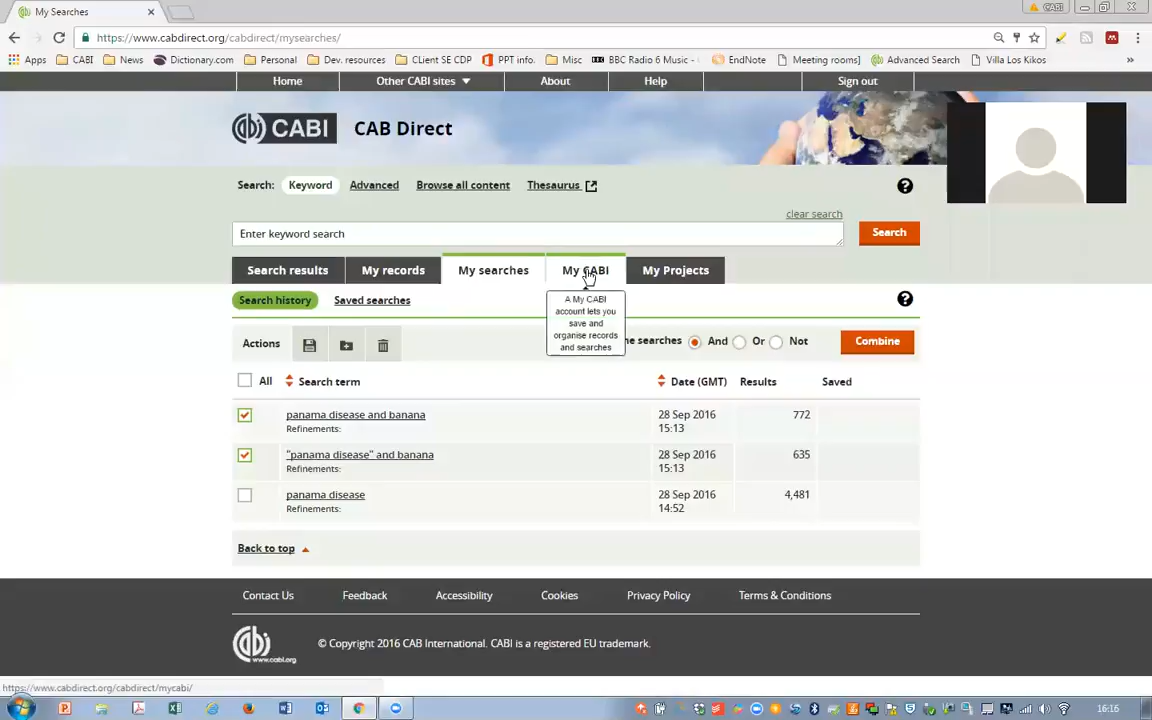 My Searches
CABI
https://www.cabdirect.org/cabdirect/mysearches/
Apps CABI News Dictionary.com Personal Dev. resources CLient SE CDP PPT info. Misc BBC Radio 6 Music - EndNote Meeting rooms] Advanced Search Villa Los Kikos »
Home Other CABI sites About Help Sign out
CABI CAB Direct
Search: Keyword Advanced Browse all content Thesaurus ?
clear search
Enter keyword search Search
Search results My records My searches My CABI My Projects
Search history Saved searches ?
A My CABI
account lets you
save and
organise records
and searches
Actions ne searches And Or Not Combine
All Search term Date (GMT) Results Saved
panama disease and banana 28 Sep 2016 772
Refinements: 15:13
"panama disease" and banana 28 Sep 2016 635
Refinements: 15:13
panama disease 28 Sep 2016 4,481
Refinements: 14:52
Back to top
Contact Us Feedback Accessibility Cookies Privacy Policy Terms & Conditions
cabi
www.cabi.org
© Copyright 2016 CAB International. CABI is a registered EU trademark.
https://www.cabdirect.org/cabdirect/mycabi/
16:16